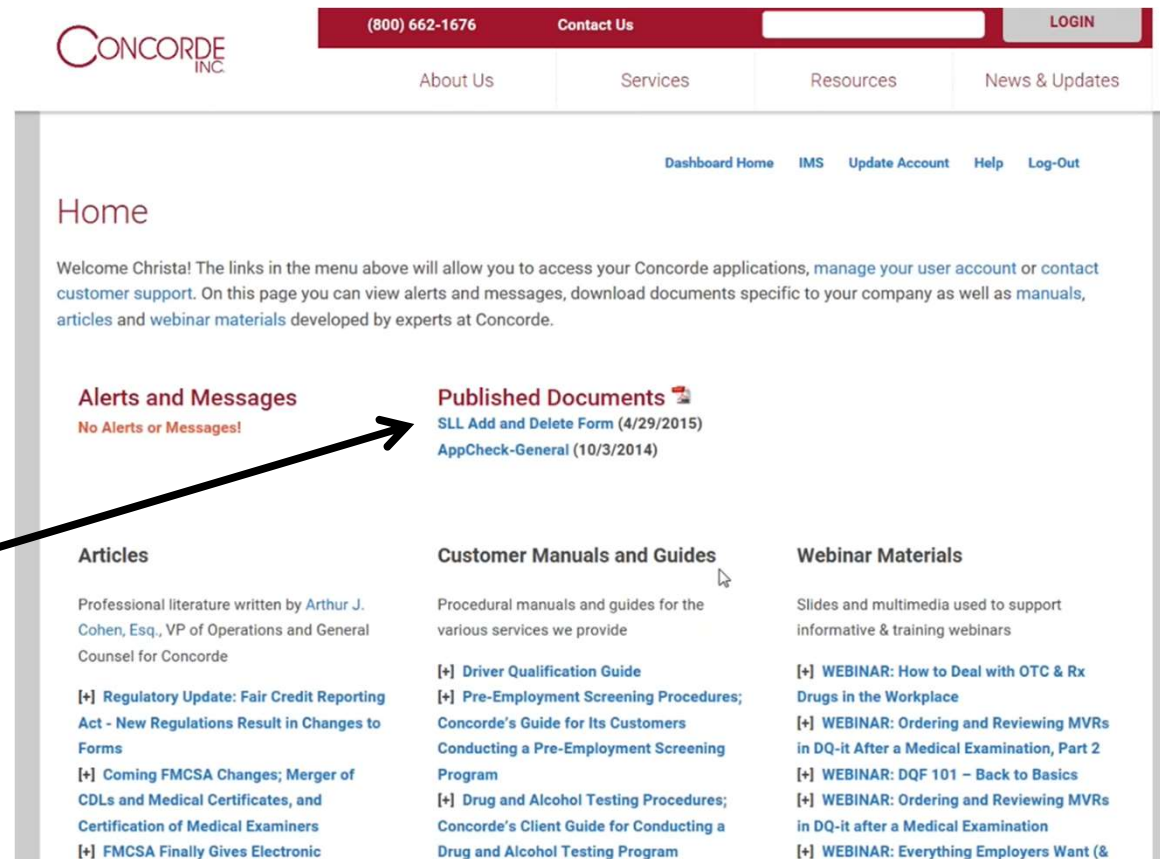 CONCORDE
INC.
(800) 662-1676
Contact Us
LOGIN
About Us
Services
Resources
News & Updates
Dashboard Home
IMS
Update Account
Help
Log-Out
Home
Welcome Christa! The links in the menu above will allow you to access your Concorde applications, manage your user account or contact
customer support. On this page you can view alerts and messages, download documents specific to your company as well as manuals,
articles and webinar materials developed by experts at Concorde.
Alerts and Messages
No Alerts or Messages!
Published Documents
SLL Add and Delete Form (4/29/2015)
AppCheck-General (10/3/2014)
Articles
Professional literature written by Arthur J.
Cohen, Esq., VP of Operations and General
Counsel for Concorde
[+] Regulatory Update: Fair Credit Reporting
Act - New Regulations Result in Changes to
Forms
[+] Coming FMCSA Changes; Merger of
CDLs and Medical Certificates, and
Certification of Medical Examiners
[+] FMCSA Finally Gives Electronic
Customer Manuals and Guides
Procedural manuals and guides for the
various services we provide
[+] Driver Qualification Guide
[+] Pre-Employment Screening Procedures;
Concorde's Guide for Its Customers
Conducting a Pre-Employment Screening
Program
[+] Drug and Alcohol Testing Procedures;
Concorde's Client Guide for Conducting a
Drug and Alcohol Testing Program
Webinar Materials
Slides and multimedia used to support
informative & training webinars
[+] WEBINAR: How to Deal with OTC & Rx
Drugs in the Workplace
[+] WEBINAR: Ordering and Reviewing MVRs
in DQ-it After a Medical Examination, Part 2
[+] WEBINAR: DQF 101 – Back to Basics
[+] WEBINAR: Ordering and Reviewing MVRs
in DQ-it after a Medical Examination
[+] WEBINAR: Everything Employers Want (&